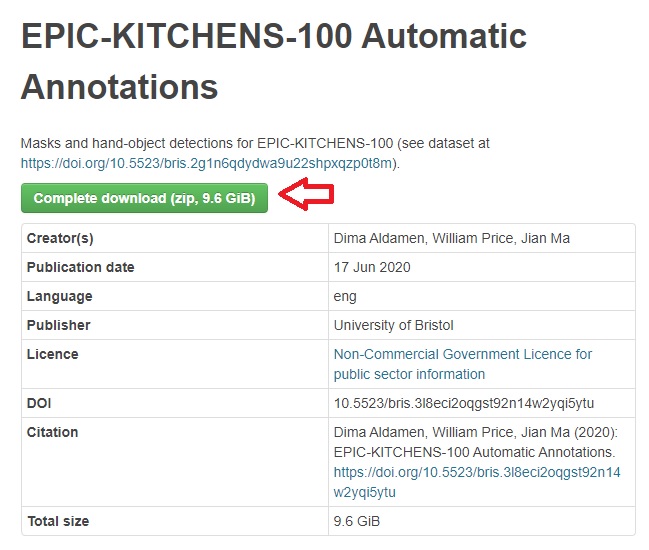 EPIC-KITCHENS-100 Automatic
Annotations
Masks and hand-object detections for EPIC-KITCHENS-100 (see dataset at
https://doi.org/10.5523/bris.2g1n6qdydwa9u22shpxqzp0t8m).
Complete download (zip, 9.6 GiB)
Creator(s) Dima Aldamen, William Price, Jian Ma
Publication date 17 Jun 2020
Language eng
Publisher University of Bristol
Licence Non-Commercial Government Licence for
public sector information
DOI 10.5523/bris.3l8eci2oqgst92n14w2yqi5ytu
Citation Dima Aldamen, William Price, Jian Ma (2020):
EPIC-KITCHENS-100 Automatic Annotations.
https://doi.org/10.5523/bris.3l8eci2oqgst92n14
w2yqi5ytu
Total size 9.6 GiB